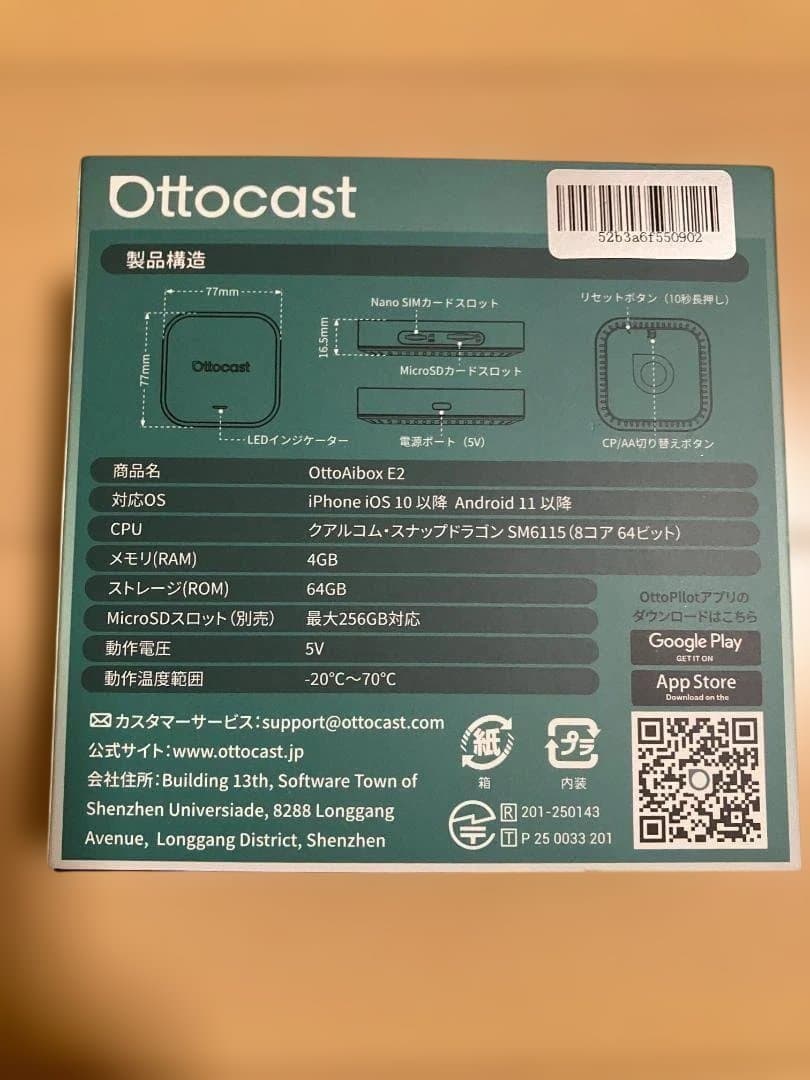 Ottocast
52b3a6f550902
製品構造
77mm
77mm
Ottocast
LEDインジケーター
Nano SIMカードスロット
16.5mm
MicroSDカードスロット
電源ポート（5V）
リセットボタン（10秒長押し）
CP/AA切り替えボタン
商品名 OttoAibox E2
対応OS iPhone iOS 10 以降 Android 11 以降
CPU クアルコム・スナップドラゴン SM6115（8コア 64ビット）
メモリ(RAM) 4GB
ストレージ(ROM) 64GB
MicroSDスロット（別売） 最大256GB対応
動作電圧 5V
動作温度範囲 -20℃〜70℃
OttoPilotアプリの
ダウンロードはこちら
Google Play
GET IT ON
App Store
Download on the
カスタマーサービス：support@ottocast.com
公式サイト：www.ottocast.jp
会社住所：Building 13th, Software Town of
Shenzhen Universiade, 8288 Longgang
Avenue, Longgang District, Shenzhen
紙
箱
プラ
内装
R 201-250143
T P 25 0033 201